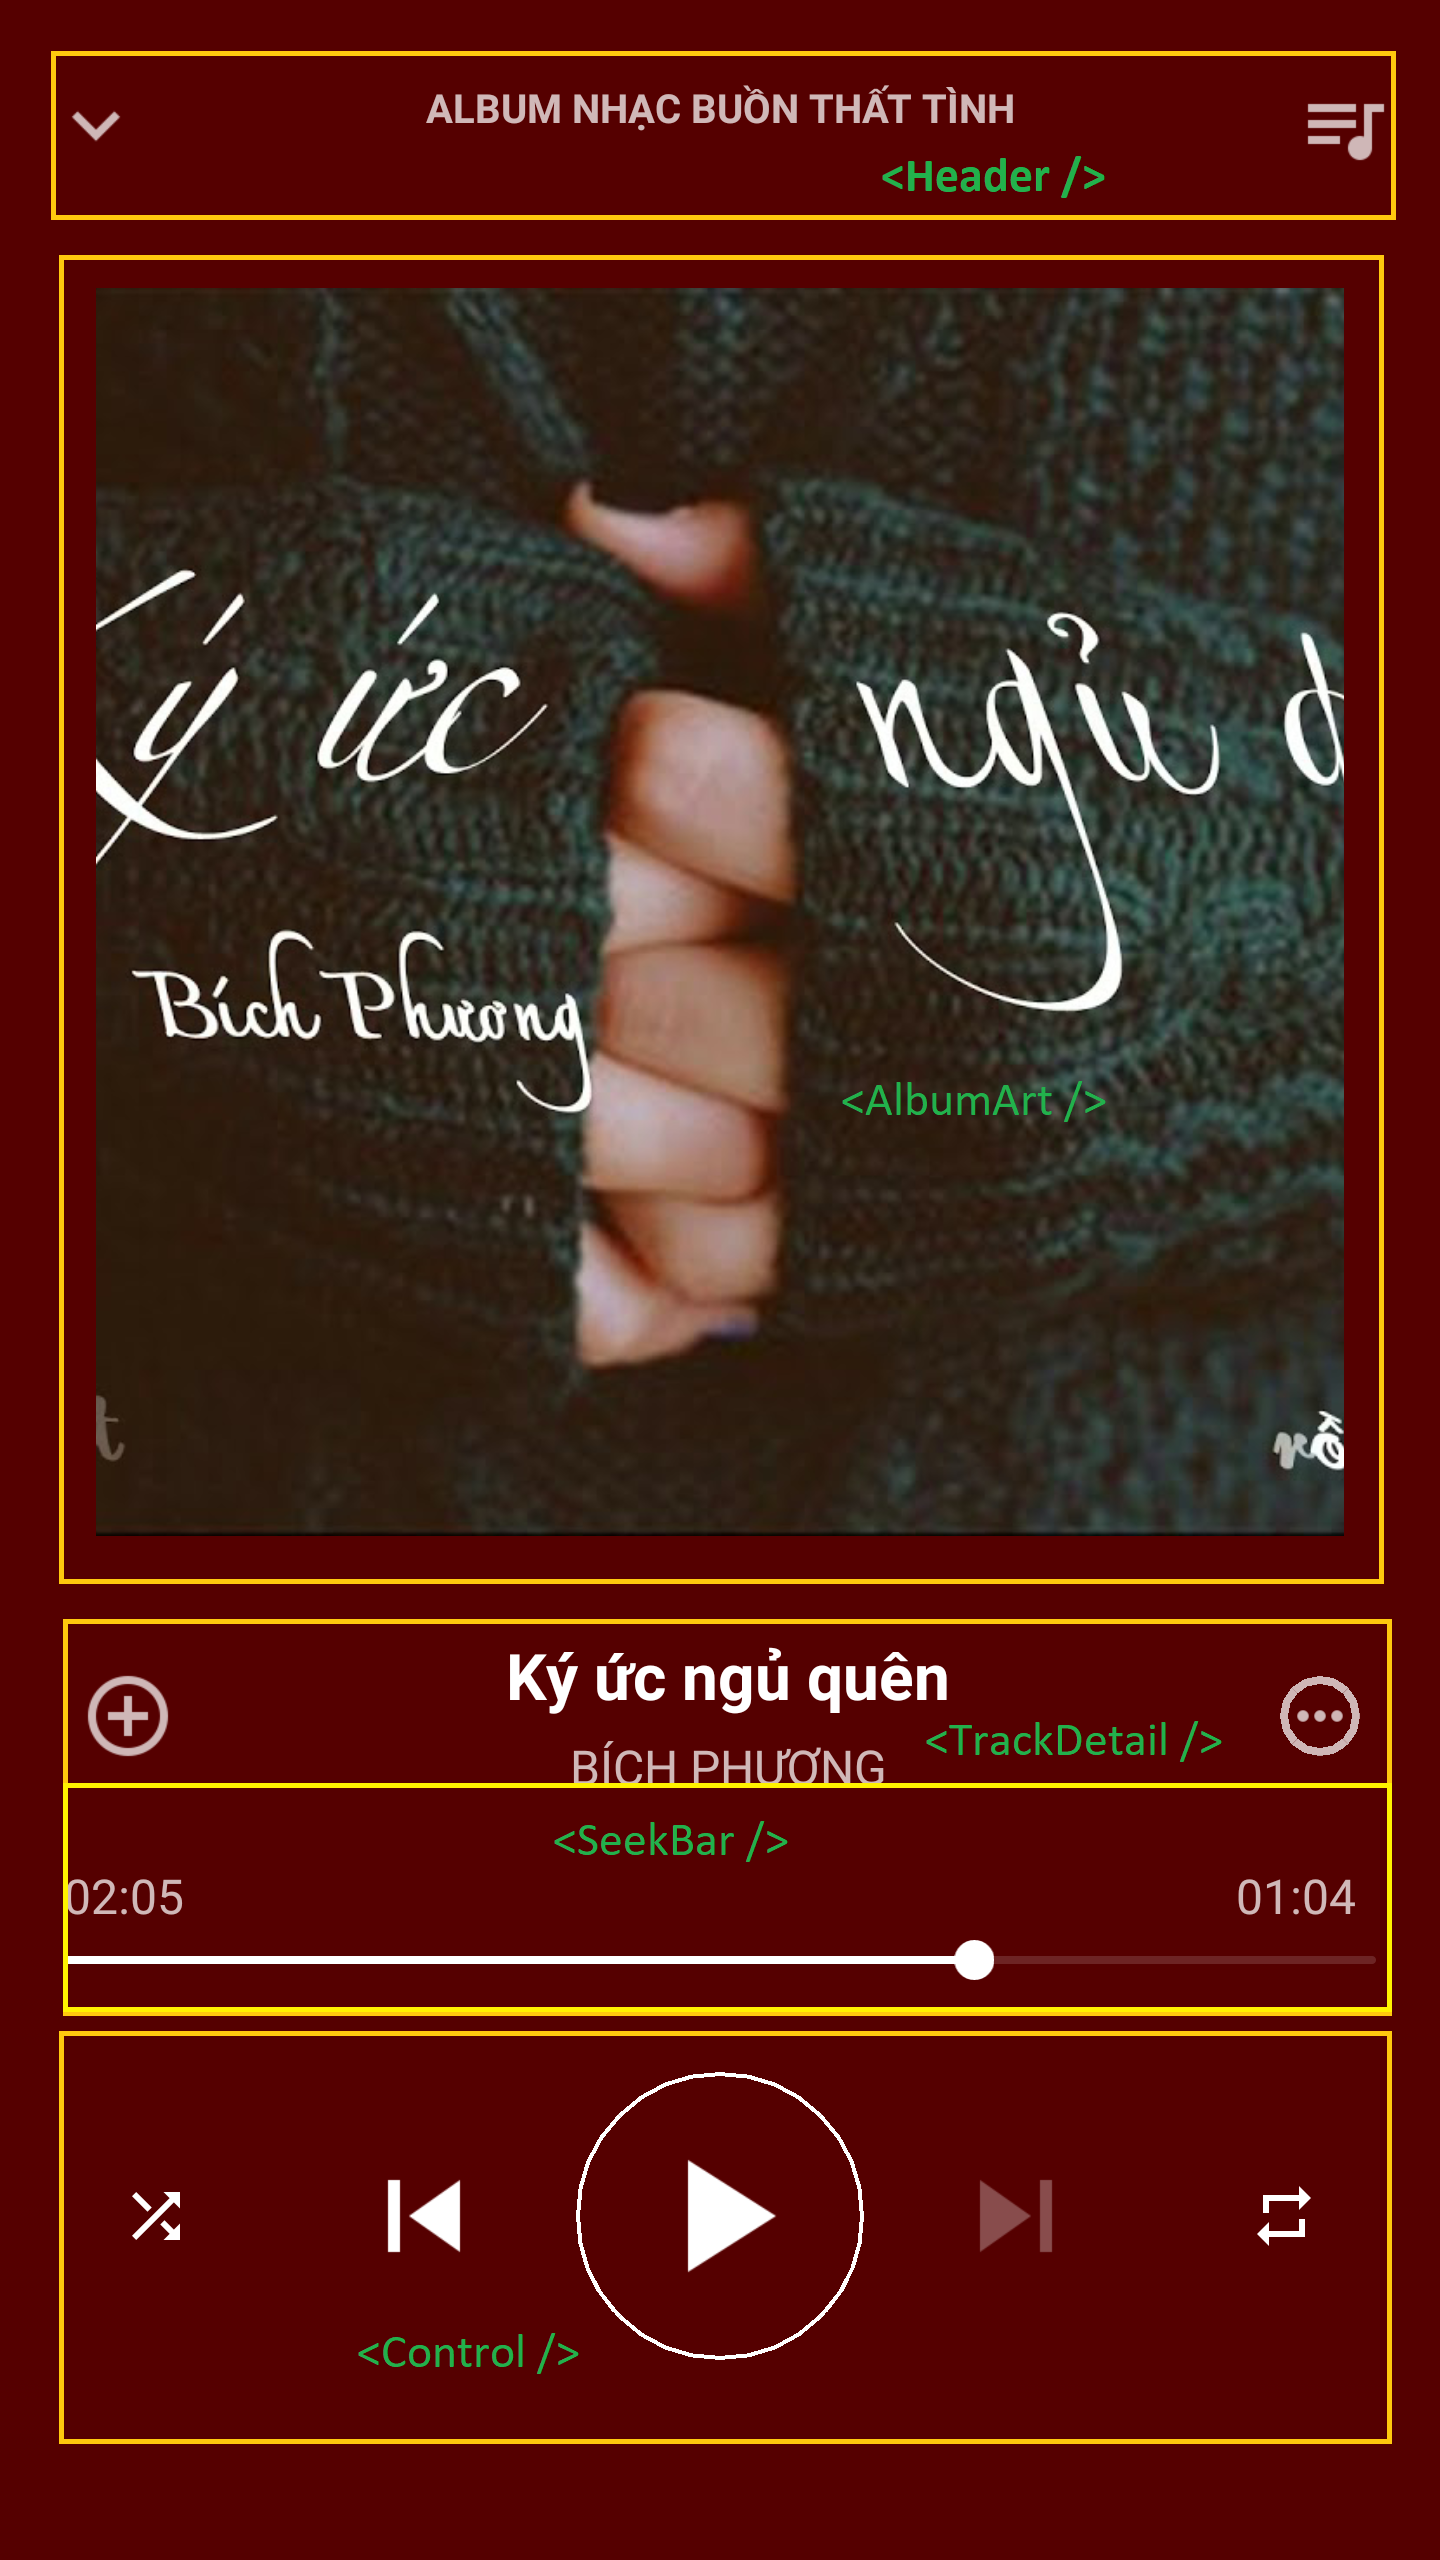 ALBUM NHẠC BUỒN THẤT TÌNH
<Header />
Ký ức ngủ
Bích Phương
<AlbumArt />
Ký ức ngủ quên
<TrackDetail />
BÍCH PHƯƠNG
<SeekBar />
02:05 01:04
<Control />